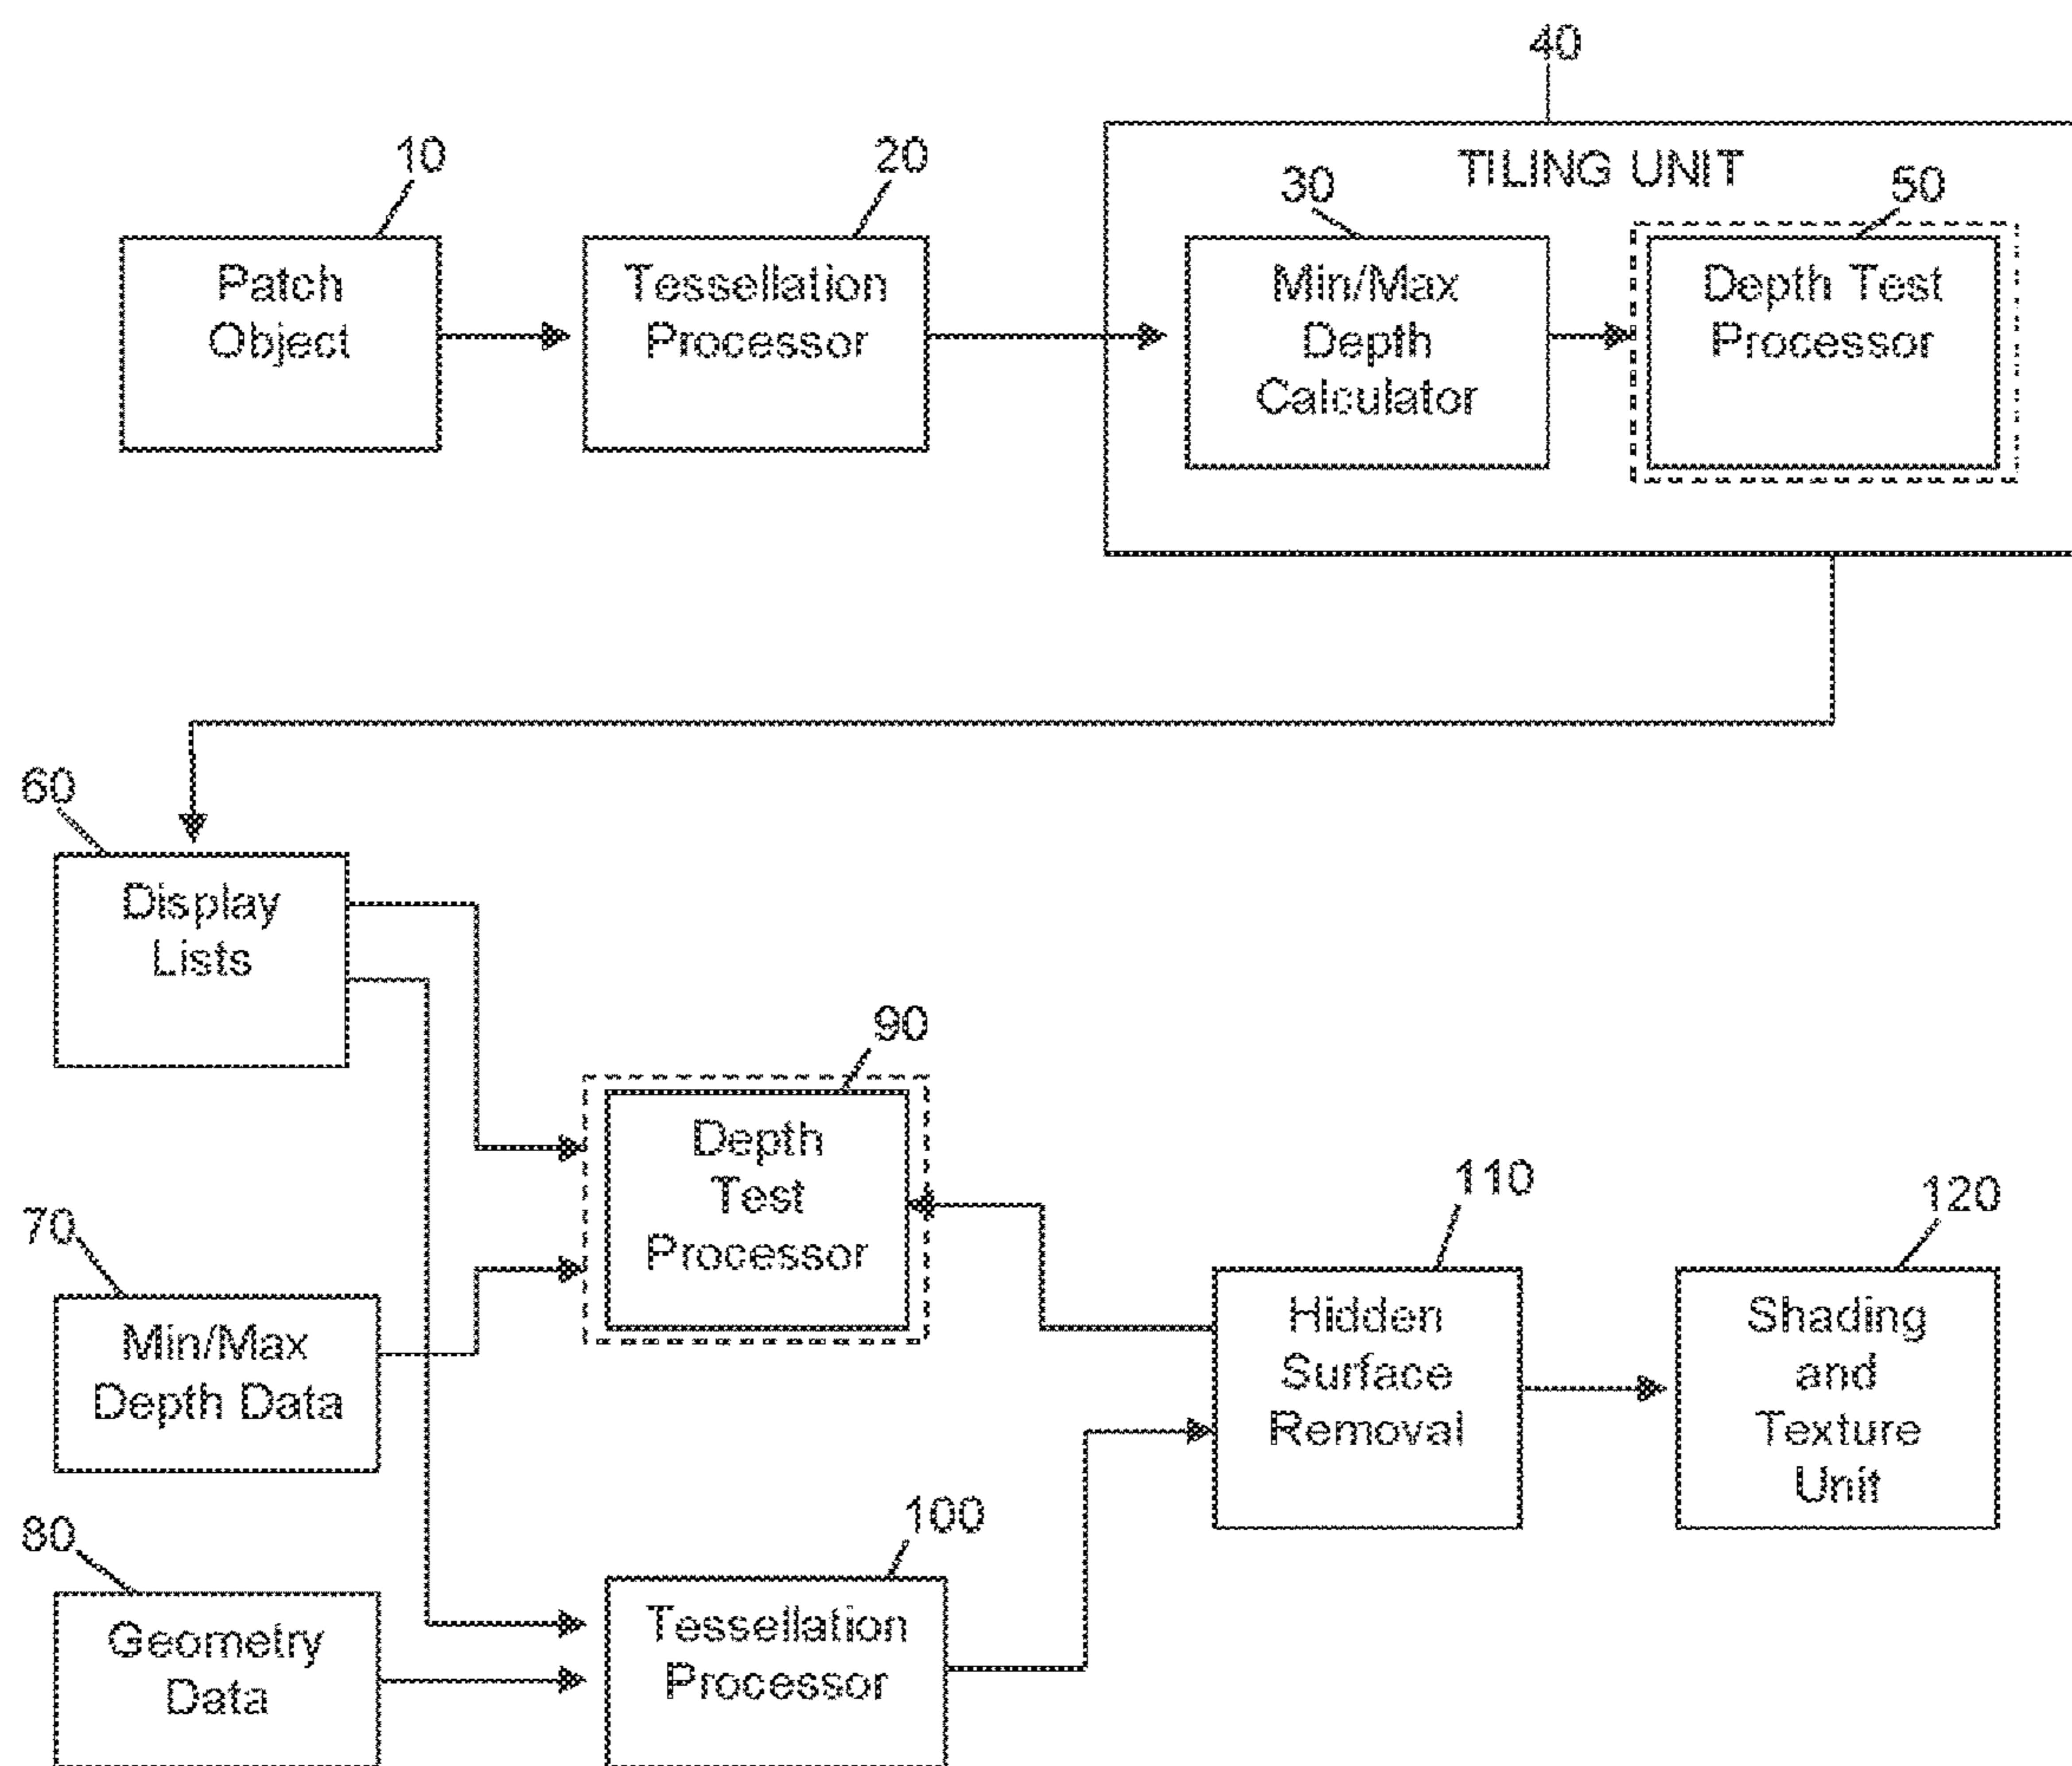 40
10
20
TILING UNIT
30
50
Patch
Object
Tessellation
Processor
Min/Max
Depth
Calculator
Depth Test
Processor
60
Display
Lists
90
Depth
Test
Processor
70
Min/Max
Depth Data
110
Hidden
Surface
Removal
120
Shading
and
Texture
Unit
80
Geometry
Data
100
Tessellation
Processor